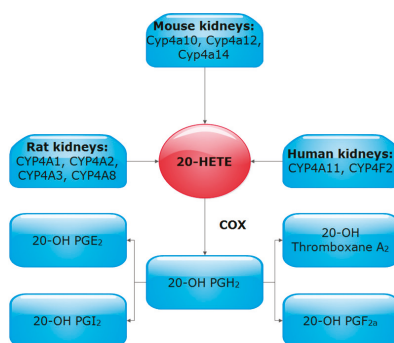 Mouse kidneys:
Cyp4a10, Cyp4a12,
Cyp4a14
Rat kidneys:
CYP4A1, CYP4A2,
CYP4A3, CYP4A8
20-HETE
Human kidneys:
CYP4A11, CYP4F2
COX
20-OH PGE₂
20-OH
Thromboxane A₂
20-OH PGH₂
20-OH PGI₂
20-OH PGF₂ₐ